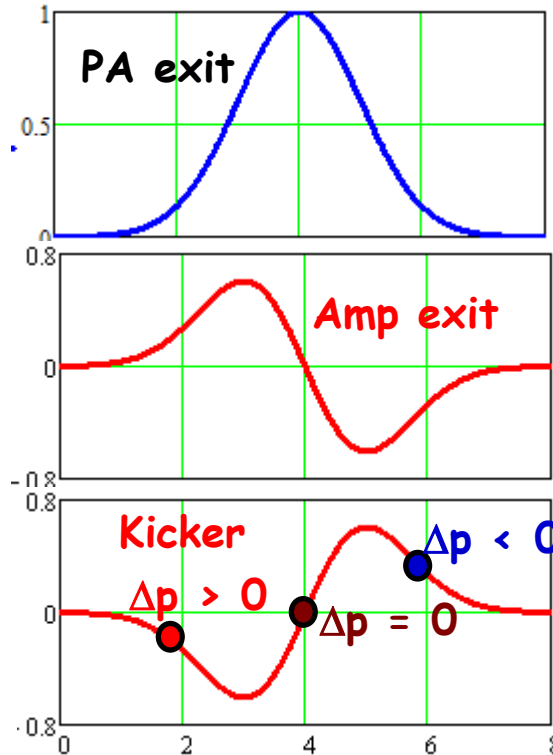 1
PA exit
0.5
0
0.8
Amp exit
0
- 0.8
0.8
Kicker
Δp < 0
Δp > 0
0
Δp = 0
- 0.8
0 2 4 6 8